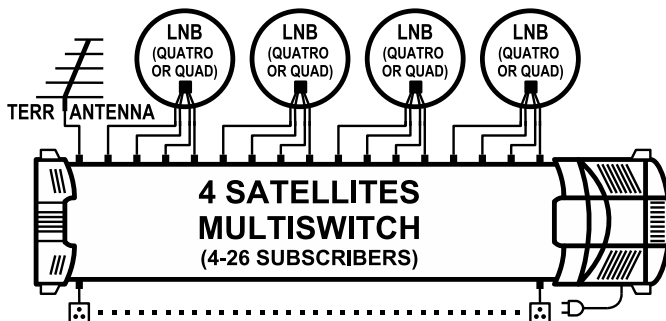 LNB
(QUATRO
OR QUAD)
LNB
(QUATRO
OR QUAD)
LNB
(QUATRO
OR QUAD)
LNB
(QUATRO
OR QUAD)
TERR ANTENNA
4 SATELLITES
MULTISWITCH
(4-26 SUBSCRIBERS)